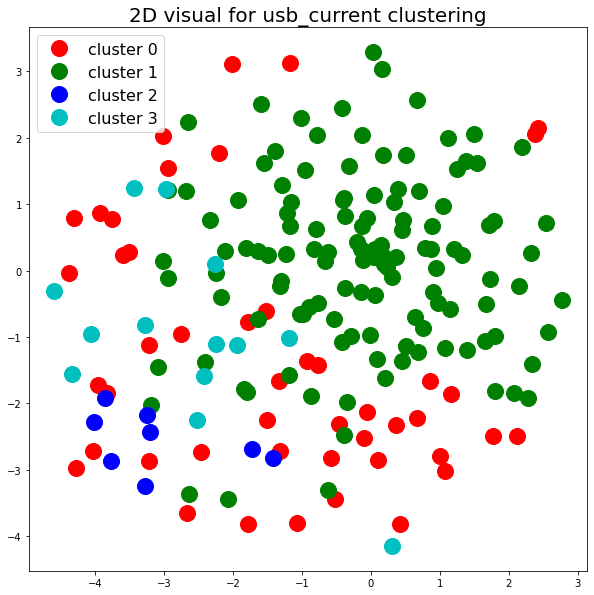 2D visual for usb_current clustering
cluster 0
cluster 1
cluster 2
cluster 3
3
2
1
0
−1
−2
−3
−4
−4 −3 −2 −1 0 1 2 3